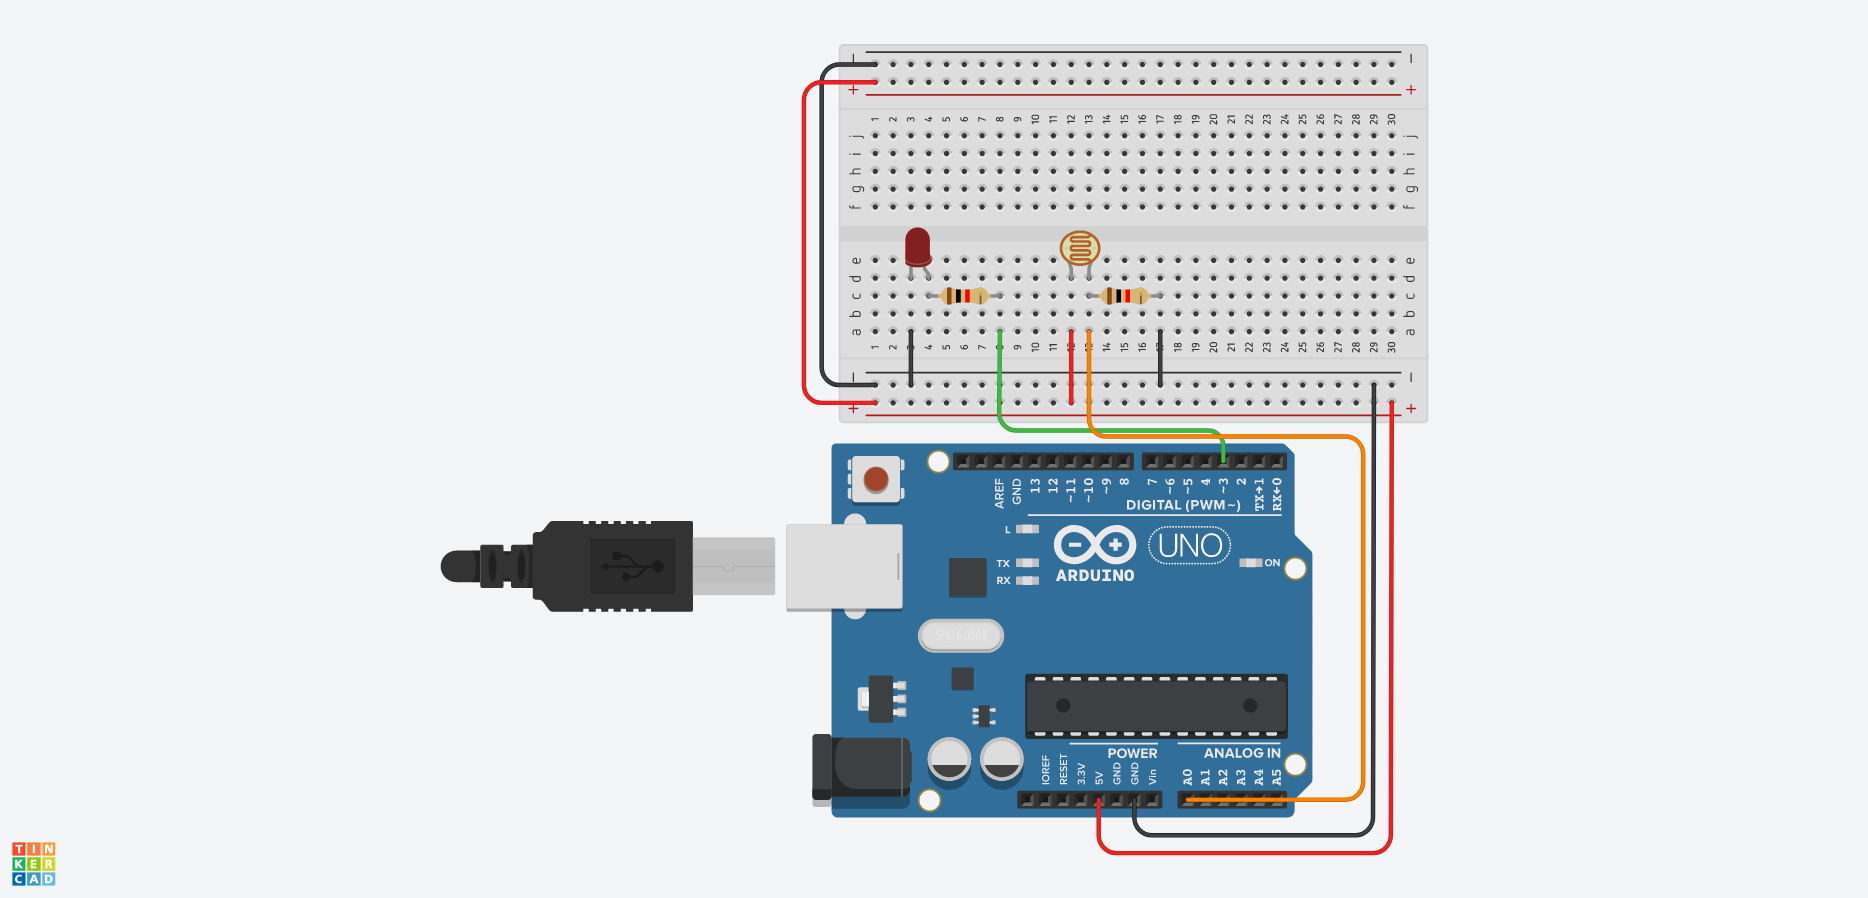 − −
+ +
1 2 3 4 5 6 7 8 9 10 11 12 13 14 15 16 17 18 19 20 21 22 23 24 25 26 27 28 29 30
j j
i i
h h
g g
f f
e e
d d
c c
b b
a a
1 2 4 5 6 7 9 10 11 14 15 16 18 19 20 21 22 23 24 25 26 27 28 29 30
− −
+ +
AREF GND 13 12 ~11 ~10 ~9 8 7 ~6 ~5 4 ~3 2 TX→1 RX←0
DIGITAL (PWM~)
L
TX
RX
ARDUINO
UNO
ON
SPK16.000G
POWER ANALOG IN
IOREF RESET 3.3V 5V GND GND Vin A0 A1 A2 A3 A4 A5
TIN
KER
CAD